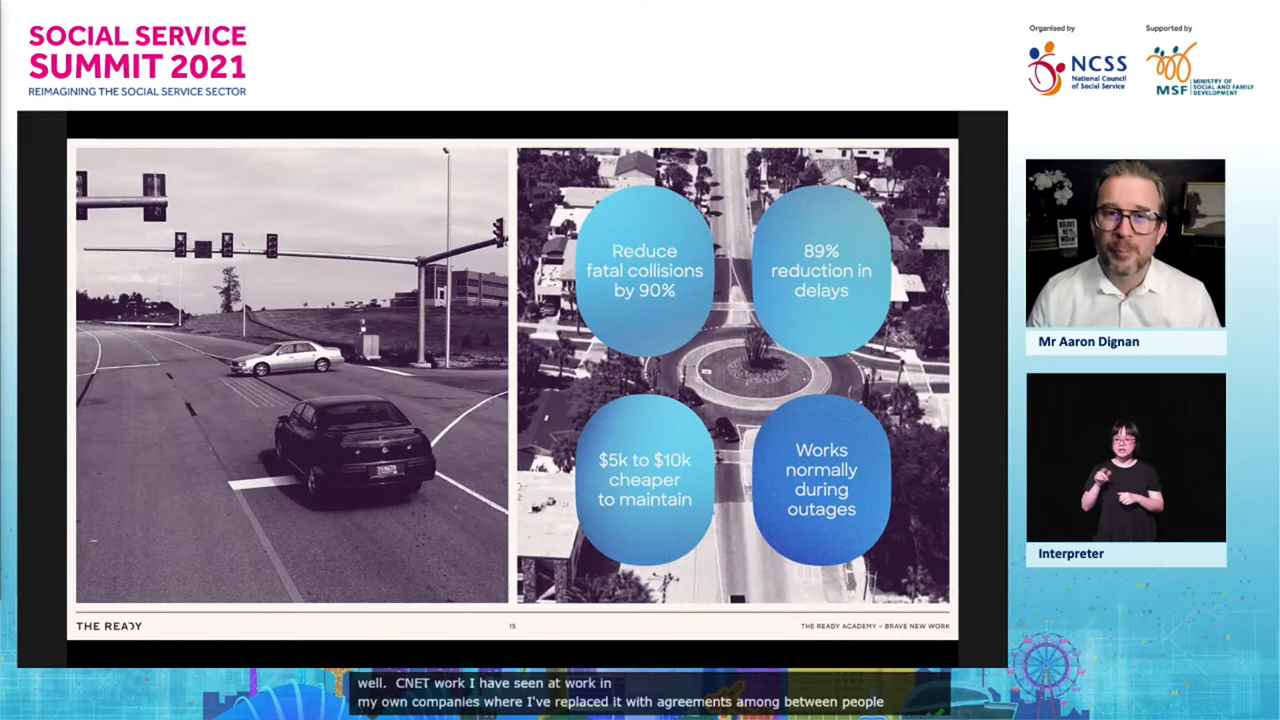 SOCIAL SERVICE
SUMMIT 2021
REIMAGINING THE SOCIAL SERVICE SECTOR
Organised by
NCSS
National Council
of Social Service
Supported by
MSF
MINISTRY OF
SOCIAL AND FAMILY
DEVELOPMENT
Reduce
fatal collisions
by 90%
89%
reduction in
delays
$5k to $10k
cheaper
to maintain
Works
normally
during
outages
THE READY
15
THE READY ACADEMY – BRAVE NEW WORK
BRAVE
NEW
WORK
Mr Aaron Dignan
Interpreter
well. CNET work I have seen at work in
my own companies where I've replaced it with agreements among between people